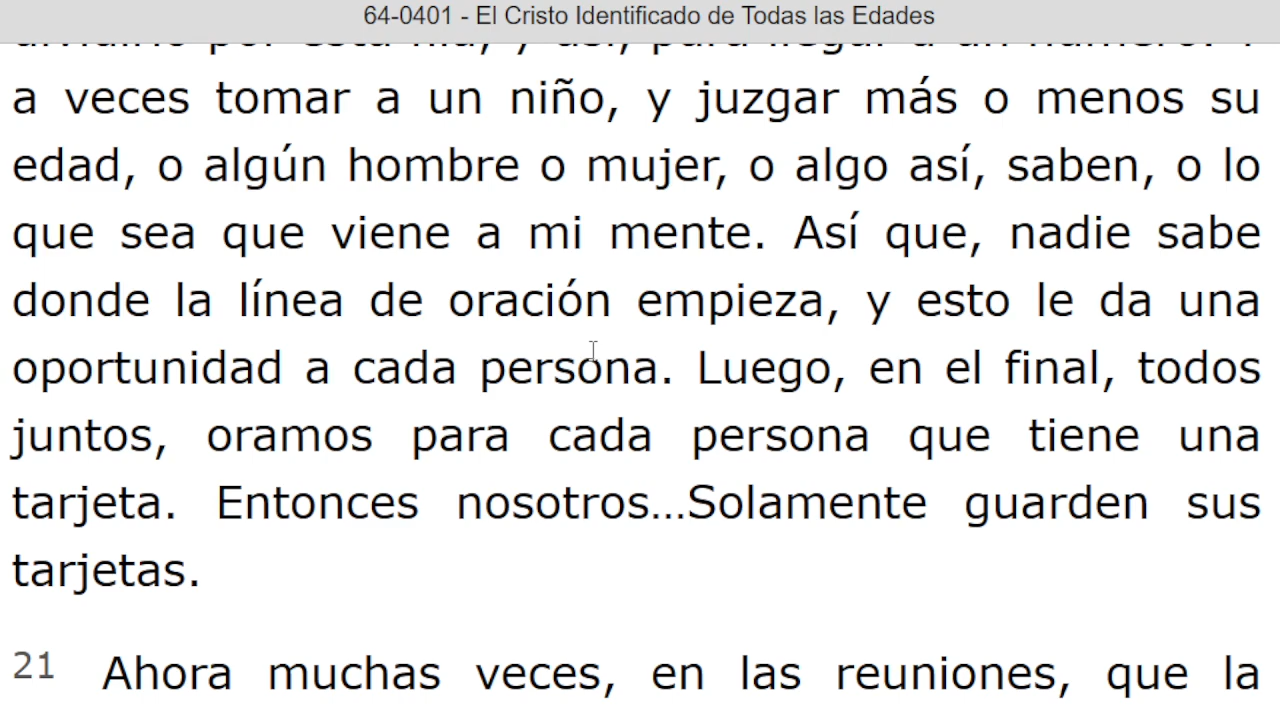 64-0401 - El Cristo Identificado de Todas las Edades
a veces tomar a un niño, y juzgar más o menos su
edad, o algún hombre o mujer, o algo así, saben, o lo
que sea que viene a mi mente. Así que, nadie sabe
donde la línea de oración empieza, y esto le da una
oportunidad a cada persona. Luego, en el final, todos
juntos, oramos para cada persona que tiene una
tarjeta. Entonces nosotros...Solamente guarden sus
tarjetas.
21 Ahora muchas veces, en las reuniones, que la